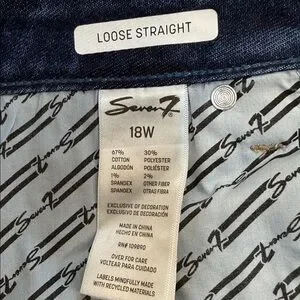 LOOSE STRAIGHT
Seven7
18W
67% 30%
COTTON POLYESTER
ALGODÓN POLIÉSTER
1% 2%
SPANDEX OTHER FIBER
SPANDEX OTRAO FIBRA
EXCLUSIVE OF DECORATION
EXCLUSIVO DE DECORACIÓN
MADE IN CHINA
HECHO EN CHINA
RN# 109890
OVER FOR CARE
VOLTEAR PARA CUIDADO
LABELS MINDFULLY MADE
WITH RECYCLED MATERIALS